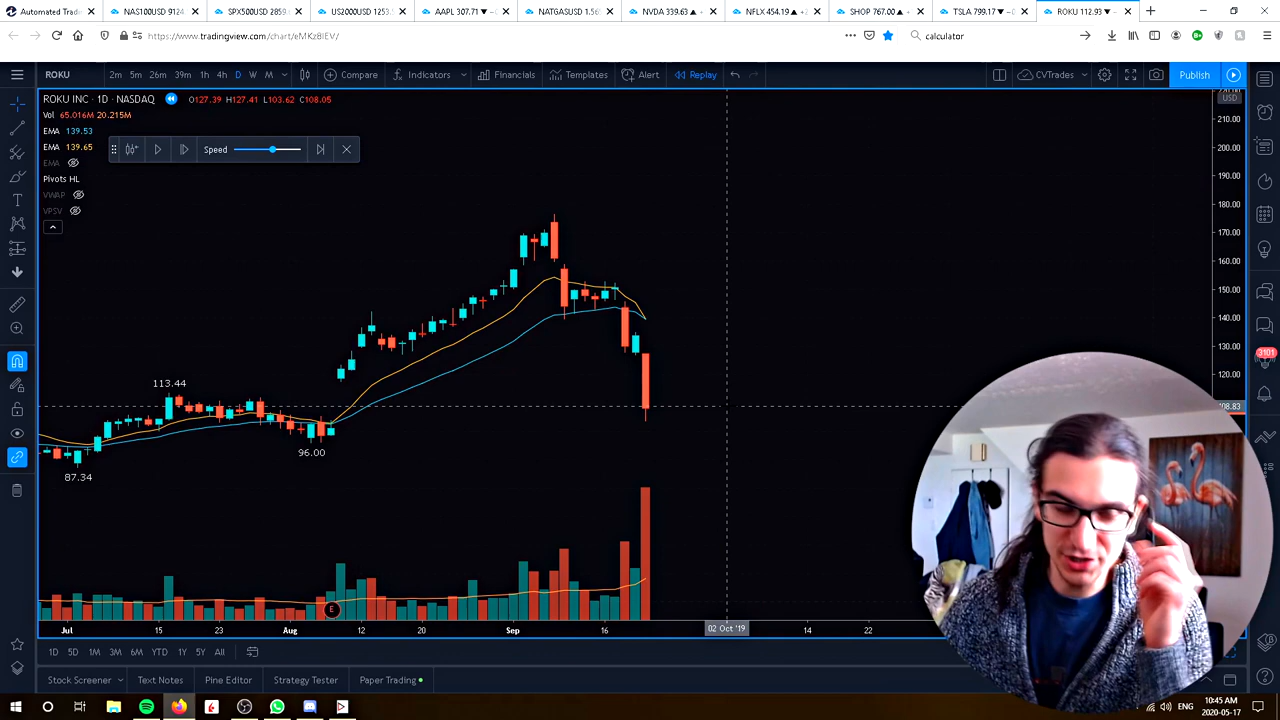 Automated Trad
NAS100USD 9124
SPX500USD 2859.
US2000USD 1253.
AAPL 307.71
NATGASUSD 1.56
NVDA 339.63
NFLX 454.19
SHOP 767.00
TSLA 799.17
ROKU 112.93
https://www.tradingview.com/chart/eMKz8IEV/
calculator
ROKU
2m 5m 26m 39m 1h 4h D W M
Compare
Indicators
Financials
Templates
Alert
Replay
CVTrades
Publish
ROKU INC · 1D · NASDAQ
O127.39 H127.41 L103.62 C108.05
Vol 65.016M 20.215M
EMA 139.53
EMA 139.65
EMA
Pivots HL
VWAP
VPSV
Speed
USD
210.00
200.00
190.00
180.00
170.00
160.00
150.00
140.00
130.00
120.00
113.44
96.00
87.34
3101
E
Jul 15 23 Aug 12 21 Sep 16 02 Oct '19 14 22
1D 5D 1M 3M 6M YTD 1Y 5Y All
Stock Screener
Text Notes
Pine Editor
Strategy Tester
Paper Trading
ENG
10:45 AM
2020-05-17